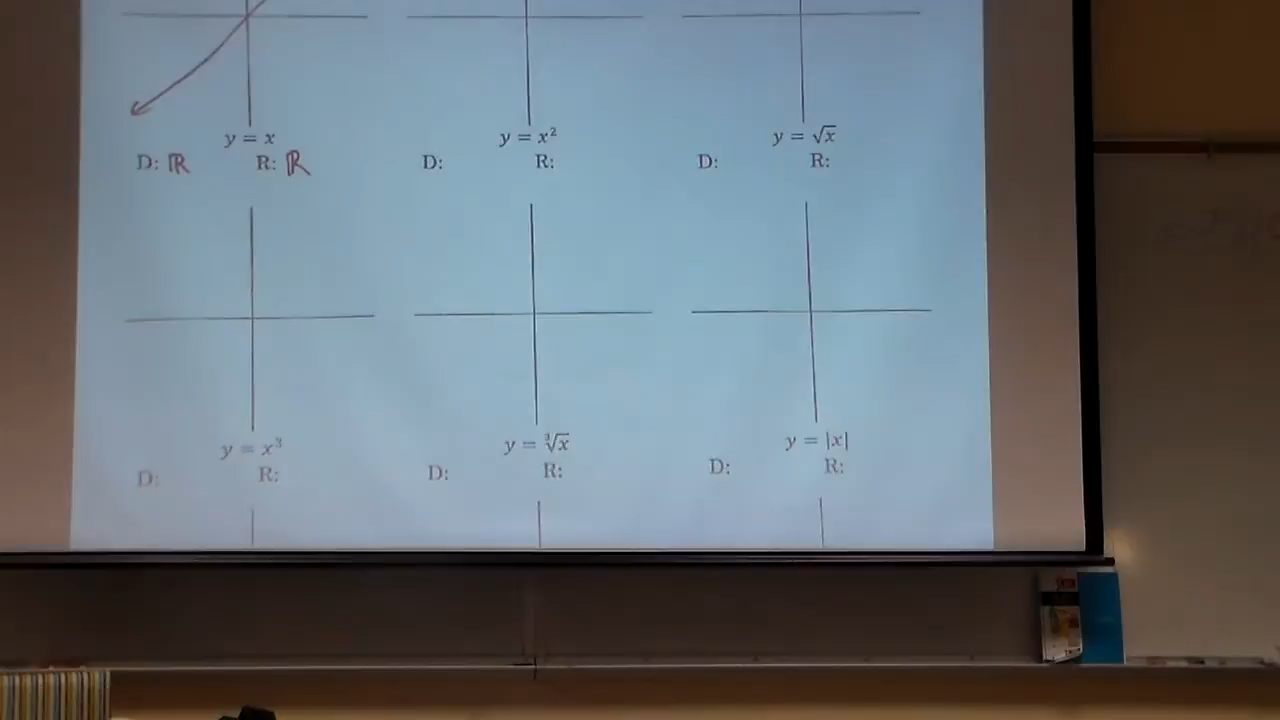 y = x
y = x²
y = √x
D: ℝ R: ℝ
D: R:
D: R:
y = x³
y = ∛x
y = |x|
D: R:
D: R:
D: R: